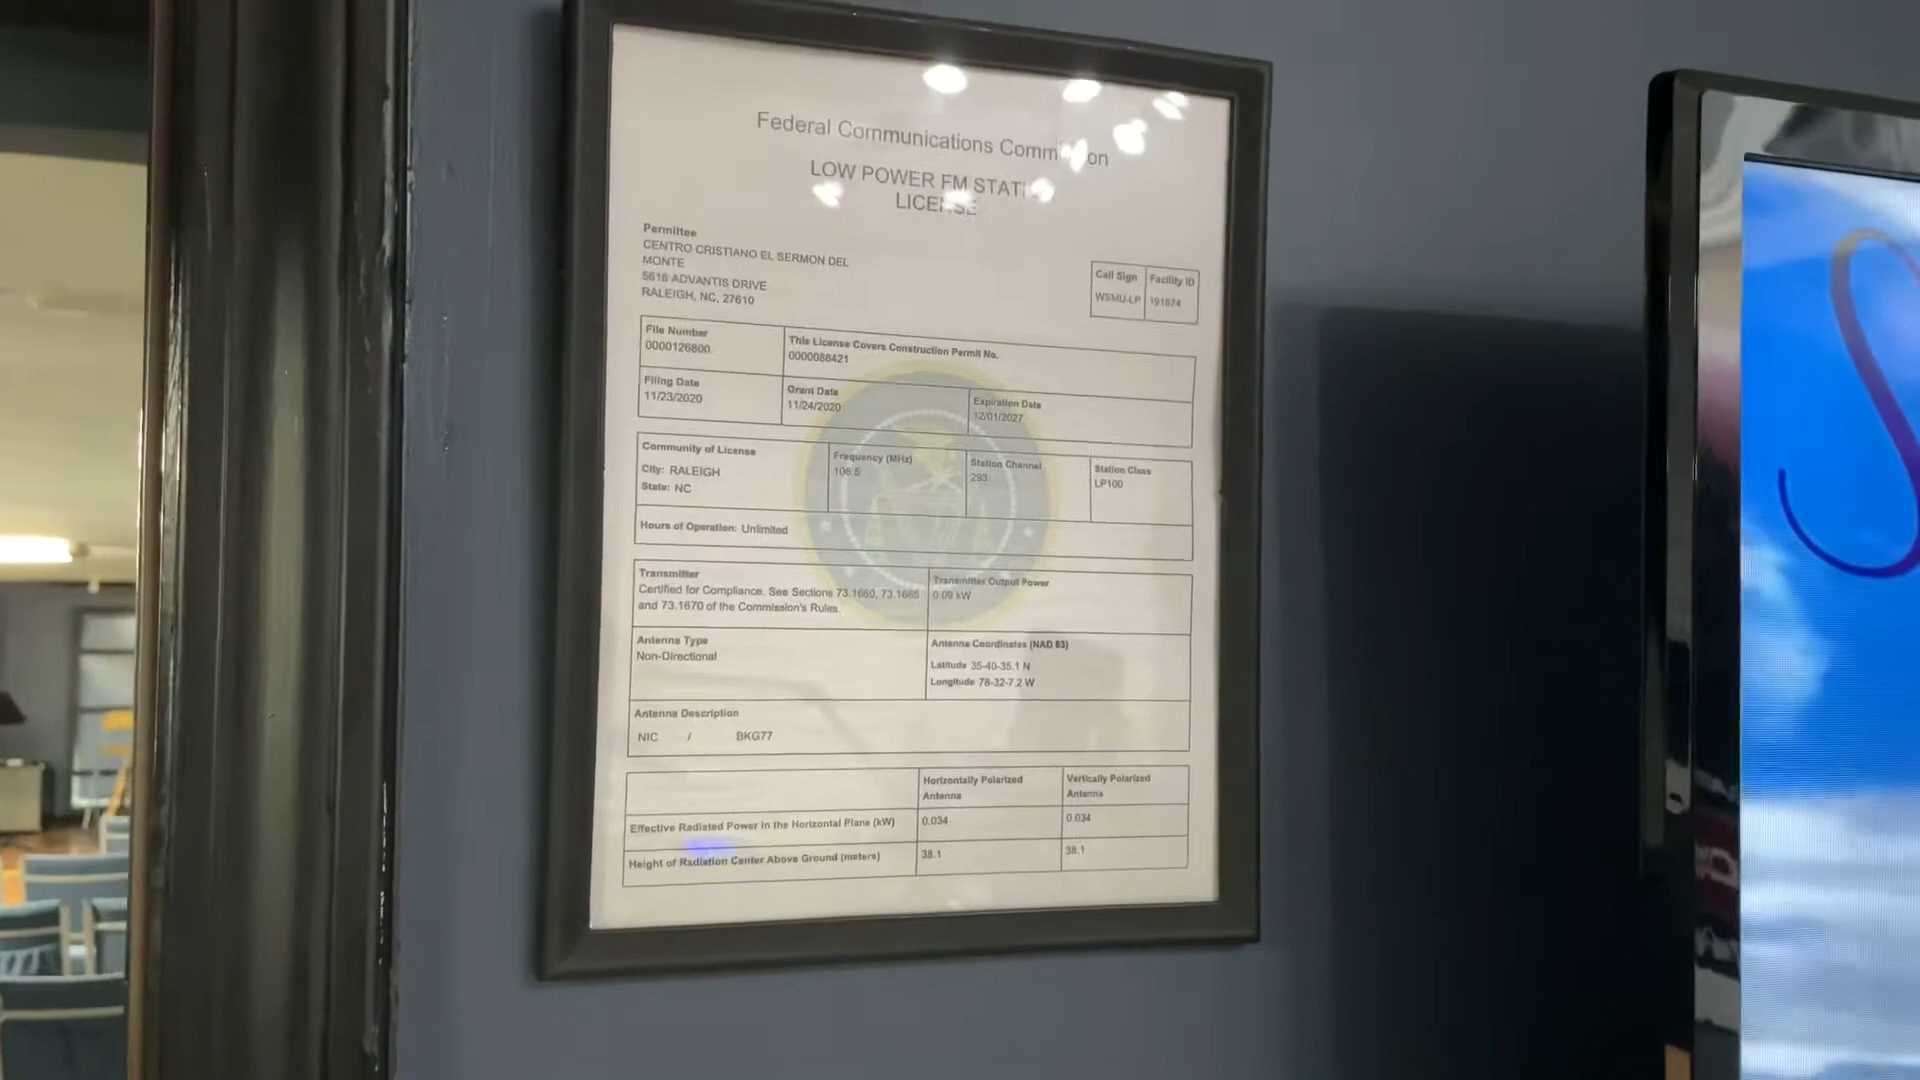 Federal Communications Commission
LOW POWER FM STATION
LICENSE
Permittee
CENTRO CRISTIANO EL SERMON DEL
MONTE
5616 ADVANTIS DRIVE
RALEIGH, NC, 27610
Call Sign Facility ID
WSMU-LP 191874
File Number
0000126800
This License Covers Construction Permit No.
0000088421
Filing Date
11/23/2020
Grant Date
11/24/2020
Expiration Date
12/01/2027
Community of License
City: RALEIGH
State: NC
Frequency (MHz)
106.5
Station Channel
293
Station Class
LP100
Hours of Operation: Unlimited
Transmitter
Certified for Compliance. See Sections 73.1660, 73.1665
and 73.1670 of the Commission's Rules.
Transmitter Output Power
0.09 kW
Antenna Type
Non-Directional
Antenna Coordinates (NAD 83)
Latitude 35-40-35.1 N
Longitude 78-32-7.2 W
Antenna Description
NIC / BKG77
Horizontally Polarized
Antenna
Vertically Polarized
Antenna
Effective Radiated Power in the Horizontal Plane (kW) 0.034 0.034
Height of Radiation Center Above Ground (meters) 38.1 38.1